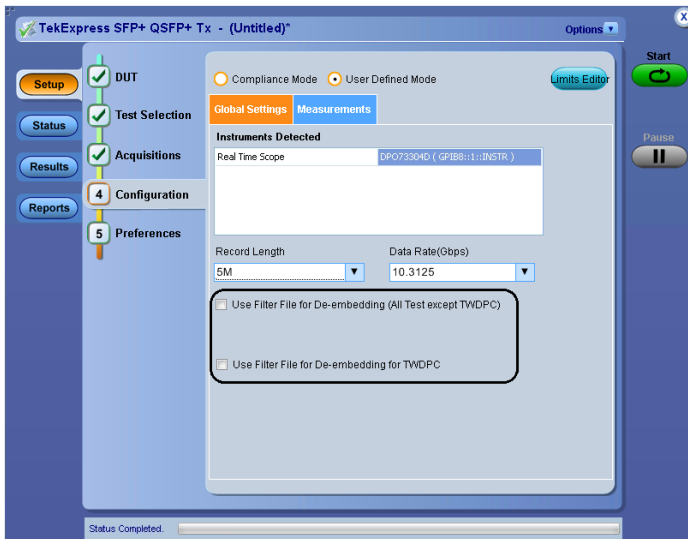 TekExpress SFP+ QSFP+ Tx - (Untitled)*
Options
x
Start
Setup
DUT
Compliance Mode
User Defined Mode
Limits Editor
Test Selection
Global Settings
Measurements
Status
Instruments Detected
Pause
Acquisitions
Real Time Scope
DPO73304D ( GPIB8::1::INSTR )
Results
4
Configuration
Reports
5
Preferences
Record Length
Data Rate(Gbps)
5M
10.3125
Use Filter File for De-embedding (All Test except TWDPC)
Use Filter File for De-embedding for TWDPC
Status Completed.